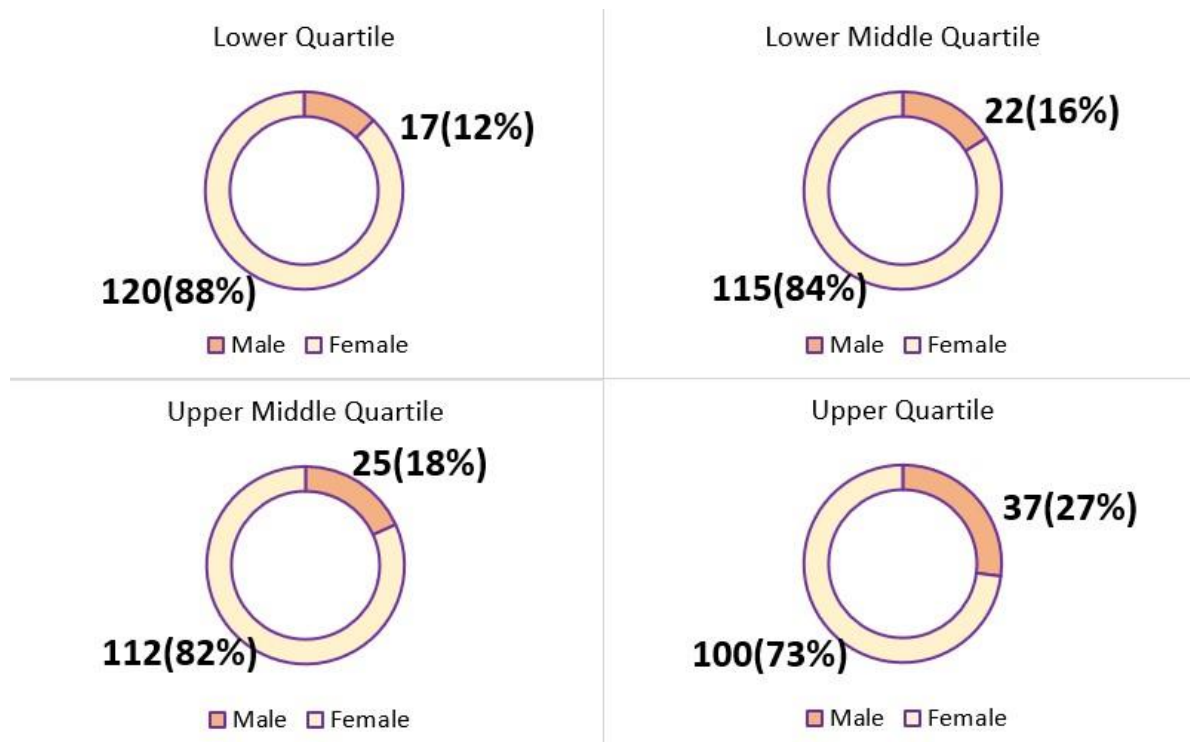 Lower Quartile
17(12%)
120(88%)
Male Female
Lower Middle Quartile
22(16%)
115(84%)
Male Female
Upper Middle Quartile
25(18%)
112(82%)
Male Female
Upper Quartile
37(27%)
100(73%)
Male Female